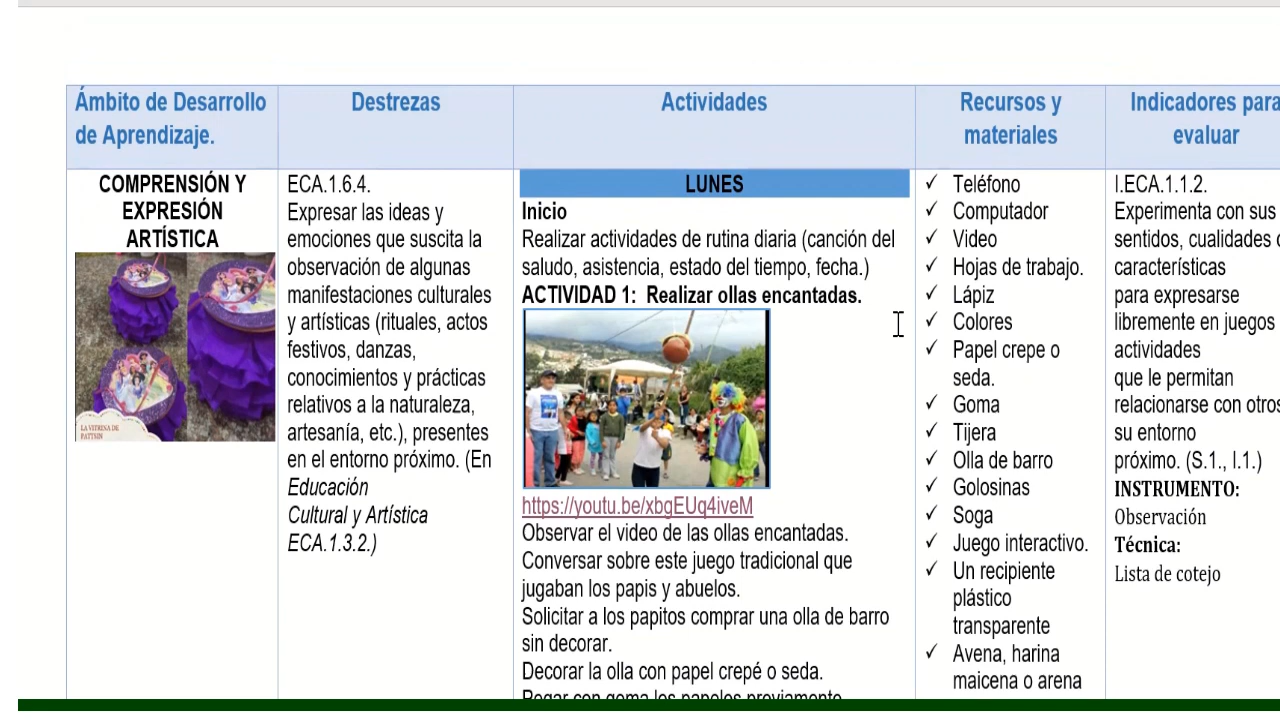 Ámbito de Desarrollo
de Aprendizaje.
Destrezas
Actividades
Recursos y
materiales
Indicadores para
evaluar
COMPRENSIÓN Y
EXPRESIÓN
ARTÍSTICA
LA VITRINA DE
PATTSIN
ECA.1.6.4.
Expresar las ideas y
emociones que suscita la
observación de algunas
manifestaciones culturales
y artísticas (rituales, actos
festivos, danzas,
conocimientos y prácticas
relativos a la naturaleza,
artesanía, etc.), presentes
en el entorno próximo. (En
Educación
Cultural y Artística
ECA.1.3.2.)
LUNES
Inicio
Realizar actividades de rutina diaria (canción del
saludo, asistencia, estado del tiempo, fecha.)
ACTIVIDAD 1: Realizar ollas encantadas.
https://youtu.be/xbgEUq4iveM
Observar el video de las ollas encantadas.
Conversar sobre este juego tradicional que
jugaban los papis y abuelos.
Solicitar a los papitos comprar una olla de barro
sin decorar.
Decorar la olla con papel crepé o seda.
Pegar con goma los papeles previamente
✓ Teléfono
✓ Computador
✓ Video
✓ Hojas de trabajo.
✓ Lápiz
✓ Colores
✓ Papel crepe o
seda.
✓ Goma
✓ Tijera
✓ Olla de barro
✓ Golosinas
✓ Soga
✓ Juego interactivo.
✓ Un recipiente
plástico
transparente
✓ Avena, harina
maicena o arena
I.ECA.1.1.2.
Experimenta con sus
sentidos, cualidades
características
para expresarse
libremente en juegos
actividades
que le permitan
relacionarse con otros
su entorno
próximo. (S.1., I.1.)
INSTRUMENTO:
Observación
Técnica:
Lista de cotejo